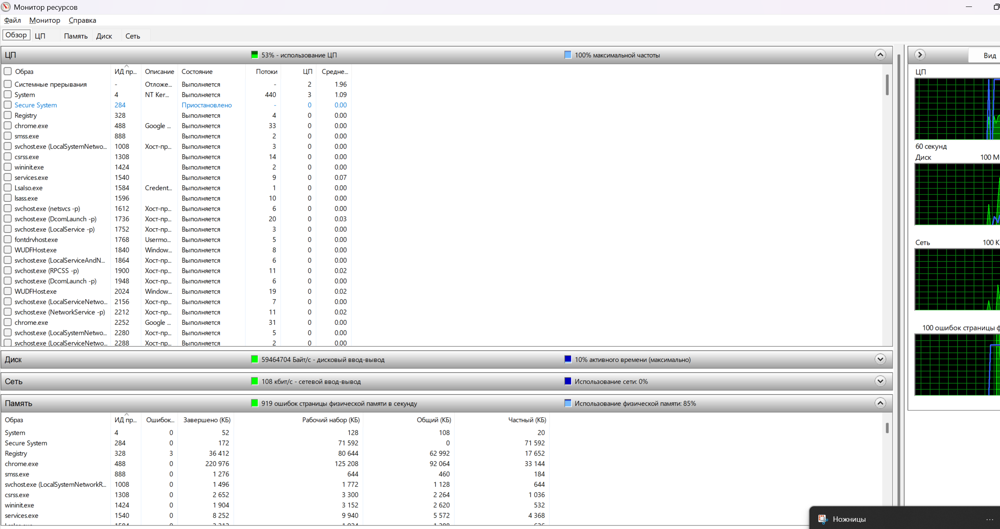 Монитор ресурсов
Файл Монитор Справка
Обзор ЦП Память Диск Сеть
ЦП 53% - использование ЦП 100% максимальной частоты
Образ ИД пр... Описание Состояние Потоки ЦП Средне...
Системные прерывания - Отложе... Выполняется - 2 1.96
System 4 NT Ker... Выполняется 440 3 1.09
Secure System 284 Приостановлено - 0 0.00
Registry 328 Выполняется 4 0 0.00
chrome.exe 488 Google ... Выполняется 33 0 0.00
smss.exe 888 Выполняется 2 0 0.00
svchost.exe (LocalSystemNetwo... 1008 Хост-пр... Выполняется 3 0 0.00
csrss.exe 1308 Выполняется 14 0 0.00
wininit.exe 1424 Выполняется 2 0 0.00
services.exe 1540 Выполняется 9 0 0.07
LsaIso.exe 1584 Credent... Выполняется 1 0 0.00
lsass.exe 1596 Выполняется 10 0 0.00
svchost.exe (netsvcs -p) 1612 Хост-пр... Выполняется 6 0 0.00
svchost.exe (DcomLaunch -p) 1736 Хост-пр... Выполняется 20 0 0.03
svchost.exe (LocalService -p) 1752 Хост-пр... Выполняется 3 0 0.00
fontdrvhost.exe 1768 Usermo... Выполняется 5 0 0.00
WUDFHost.exe 1840 Window... Выполняется 8 0 0.00
svchost.exe (LocalServiceAndN... 1864 Хост-пр... Выполняется 6 0 0.00
svchost.exe (RPCSS -p) 1900 Хост-пр... Выполняется 11 0 0.02
svchost.exe (DcomLaunch -p) 1948 Хост-пр... Выполняется 6 0 0.00
WUDFHost.exe 2024 Window... Выполняется 19 0 0.02
svchost.exe (LocalServiceNetwo... 2156 Хост-пр... Выполняется 7 0 0.00
svchost.exe (NetworkService -p) 2212 Хост-пр... Выполняется 11 0 0.02
chrome.exe 2252 Google ... Выполняется 31 0 0.00
svchost.exe (LocalSystemNetwo... 2280 Хост-пр... Выполняется 5 0 0.00
svchost.exe (LocalServiceNetwo... 2288 Хост-пр... Выполняется 2 0 0.00
Диск 59464704 Байт/с - дисковый ввод-вывод 10% активного времени (максимально)
Сеть 108 кбит/с - сетевой ввод-вывод Использование сети: 0%
Память 919 ошибок страницы физической памяти в секунду Использование физической памяти: 85%
Образ ИД пр... Ошибок... Завершено (КБ) Рабочий набор (КБ) Общий (КБ) Частный (КБ)
System 4 0 52 128 108 20
Secure System 284 0 172 71 592 0 71 592
Registry 328 3 36 412 80 644 62 992 17 652
chrome.exe 488 0 220 976 125 208 92 064 33 144
smss.exe 888 0 1 276 644 460 184
svchost.exe (LocalSystemNetworkR... 1008 0 1 496 1 772 1 128 644
csrss.exe 1308 0 2 652 3 300 2 264 1 036
wininit.exe 1424 0 1 904 3 152 2 620 532
services.exe 1540 0 8 252 9 940 5 572 4 368
Вид
ЦП
60 секунд
Диск 100 М
Сеть 100 К
100 ошибок страницы ф
Ножницы